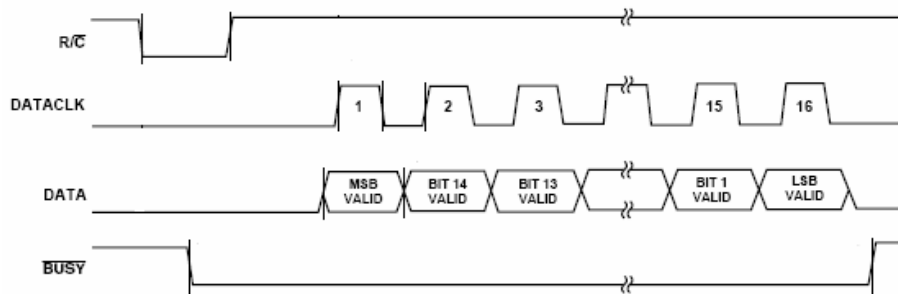 R/C̅
DATACLK 1 2 3 15 16
DATA MSB VALID BIT 14 VALID BIT 13 VALID BIT 1 VALID LSB VALID
B̅U̅S̅Y̅